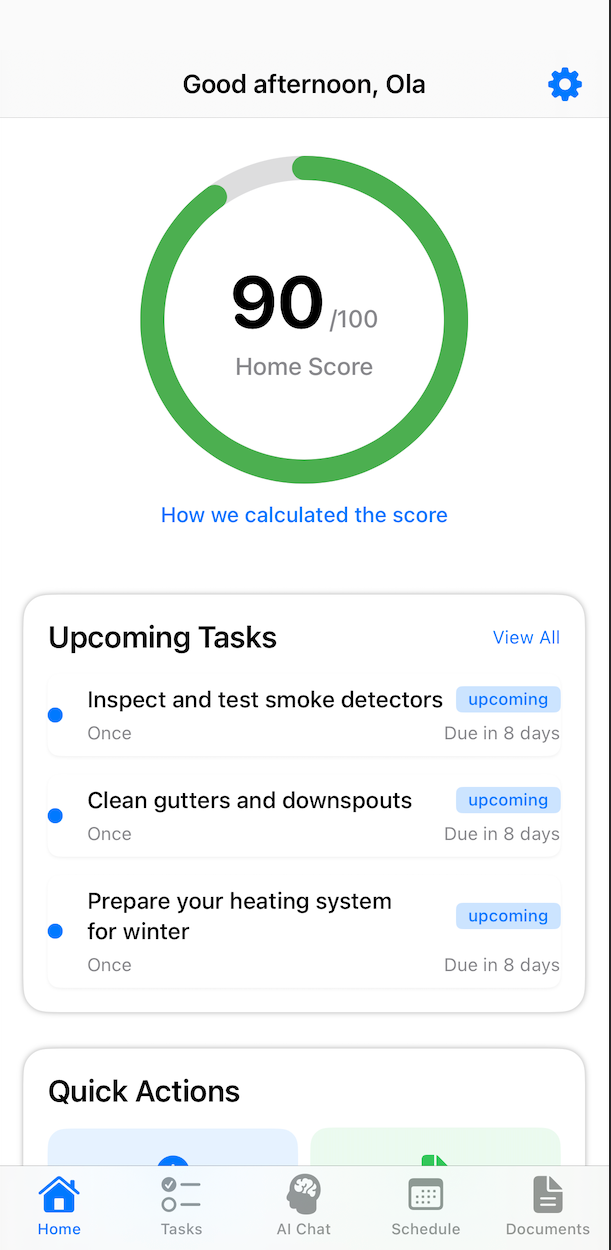 Good afternoon, Ola
90 /100
Home Score
How we calculated the score
Upcoming Tasks
View All
Inspect and test smoke detectors
upcoming
Once
Due in 8 days
Clean gutters and downspouts
upcoming
Once
Due in 8 days
Prepare your heating system
for winter
upcoming
Once
Due in 8 days
Quick Actions
Home
Tasks
AI Chat
Schedule
Documents